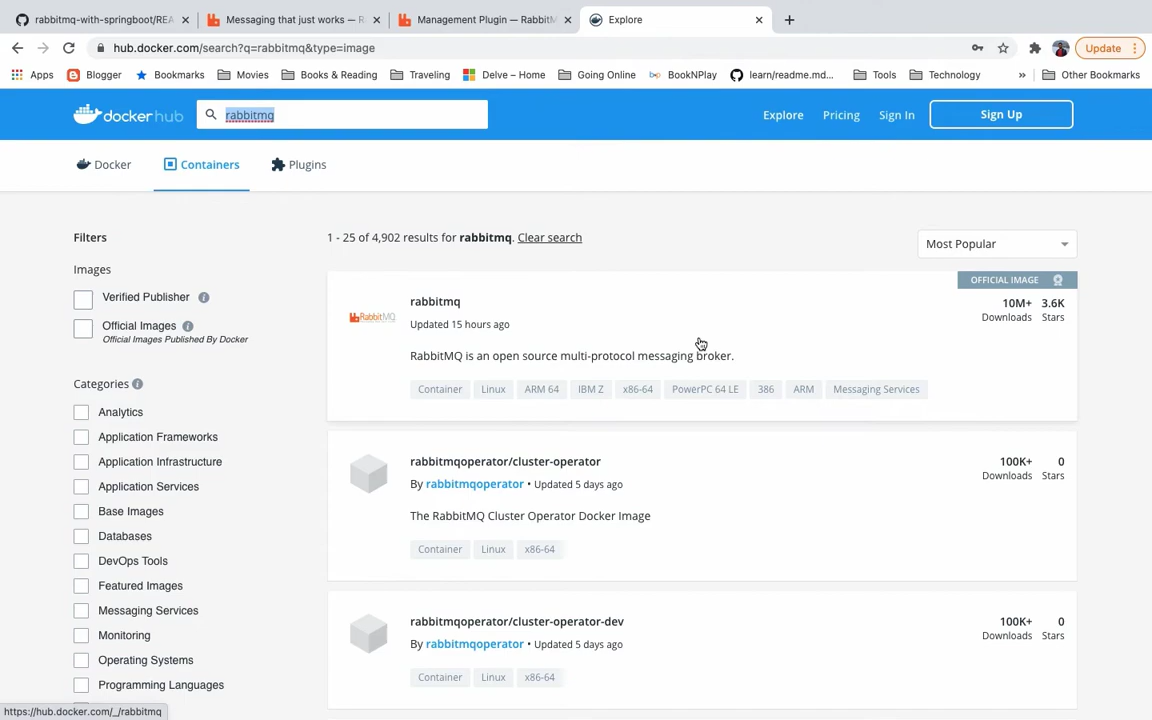 rabbitmq-with-springboot/REA
Messaging that just works — Ra
Management Plugin — RabbitM
Explore
hub.docker.com/search?q=rabbitmq&type=image
Update
Apps
Blogger
Bookmarks
Movies
Books & Reading
Traveling
Delve – Home
Going Online
BookNPlay
learn/readme.md...
Tools
Technology
»
Other Bookmarks
dockerhub
rabbitmq
Explore
Pricing
Sign In
Sign Up
Docker
Containers
Plugins
Filters
1 - 25 of 4,902 results for rabbitmq. Clear search
Most Popular
Images
Verified Publisher
Official Images
Official Images Published By Docker
Categories
Analytics
Application Frameworks
Application Infrastructure
Application Services
Base Images
Databases
DevOps Tools
Featured Images
Messaging Services
Monitoring
Operating Systems
Programming Languages
OFFICIAL IMAGE
RabbitMQ
rabbitmq
10M+ 3.6K
Downloads Stars
Updated 15 hours ago
RabbitMQ is an open source multi-protocol messaging broker.
Container Linux ARM 64 IBM Z x86-64 PowerPC 64 LE 386 ARM Messaging Services
rabbitmqoperator/cluster-operator
100K+ 0
Downloads Stars
By rabbitmqoperator • Updated 5 days ago
The RabbitMQ Cluster Operator Docker Image
Container Linux x86-64
rabbitmqoperator/cluster-operator-dev
100K+ 0
Downloads Stars
By rabbitmqoperator • Updated 5 days ago
Container Linux x86-64
https://hub.docker.com/_/rabbitmq